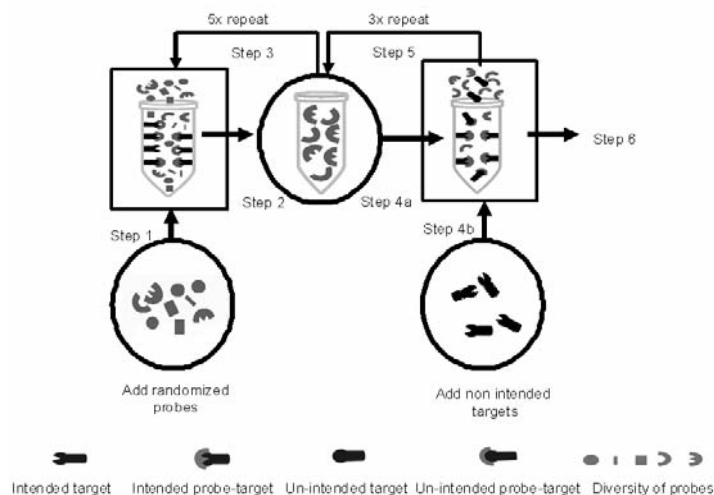 5x repeat
3x repeat
Step 3
Step 5
Step 6
Step 2
Step 4a
Step 1
Step 4b
Add randomized
probes
Add non intended
targets
Intended target
Intended probe-target
Un-intended target
Un-intended probe-target
Diversity of probes